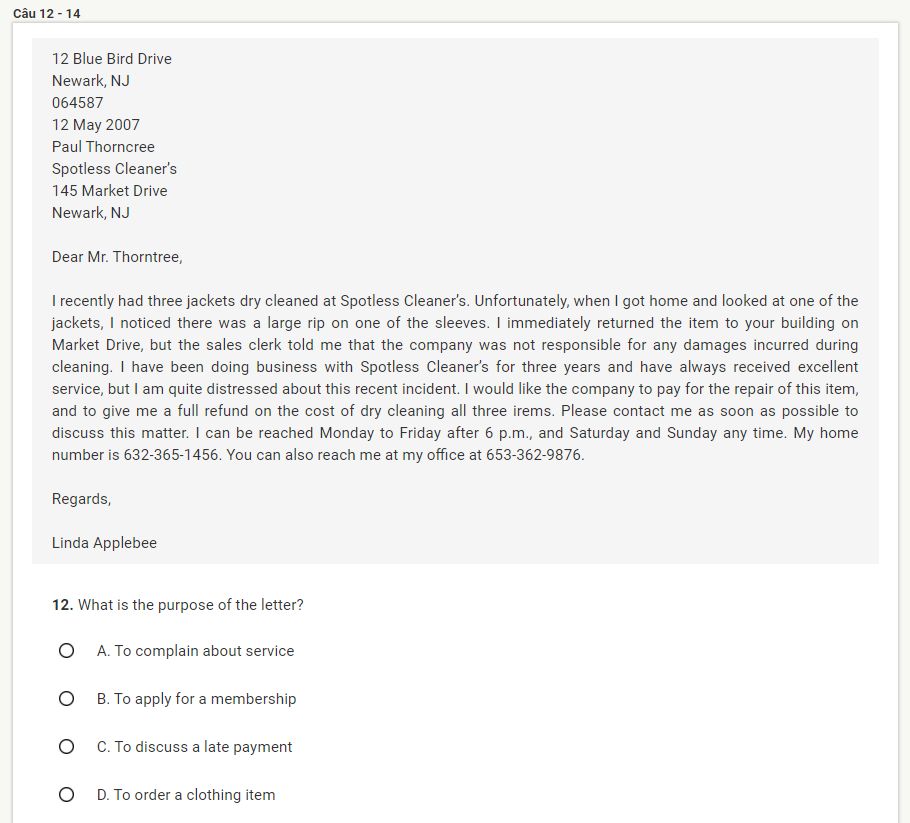 Câu 12 - 14
12 Blue Bird Drive
Newark, NJ
064587
12 May 2007
Paul Thorncree
Spotless Cleaner's
145 Market Drive
Newark, NJ
Dear Mr. Thorntree,
I recently had three jackets dry cleaned at Spotless Cleaner's. Unfortunately, when I got home and looked at one of the
jackets, I noticed there was a large rip on one of the sleeves. I immediately returned the item to your building on
Market Drive, but the sales clerk told me that the company was not responsible for any damages incurred during
cleaning. I have been doing business with Spotless Cleaner's for three years and have always received excellent
service, but I am quite distressed about this recent incident. I would like the company to pay for the repair of this item,
and to give me a full refund on the cost of dry cleaning all three irems. Please contact me as soon as possible to
discuss this matter. I can be reached Monday to Friday after 6 p.m., and Saturday and Sunday any time. My home
number is 632-365-1456. You can also reach me at my office at 653-362-9876.
Regards,
Linda Applebee
12. What is the purpose of the letter?
A. To complain about service
B. To apply for a membership
C. To discuss a late payment
D. To order a clothing item